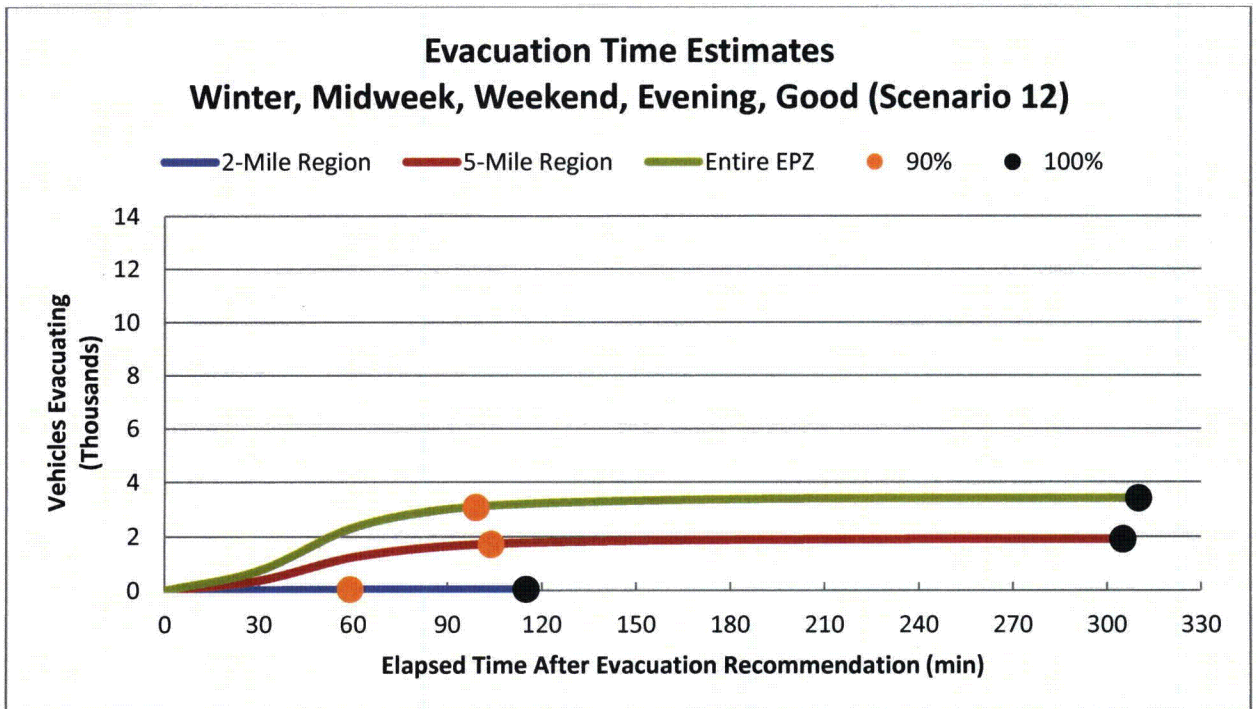 Evacuation Time Estimates
Winter, Midweek, Weekend, Evening, Good (Scenario 12)
2-Mile Region 5-Mile Region Entire EPZ 90% 100%
14
12
10
8
6
4
2
0
Vehicles Evacuating
(Thousands)
0 30 60 90 120 150 180 210 240 270 300 330
Elapsed Time After Evacuation Recommendation (min)